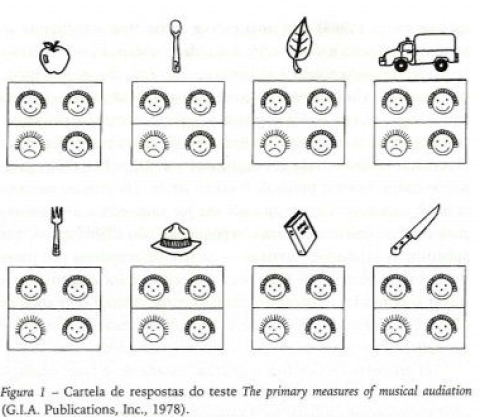 Figura 1 – Cartela de respostas do teste The primary measures of musical audiation
(G.I.A. Publications, Inc., 1978).